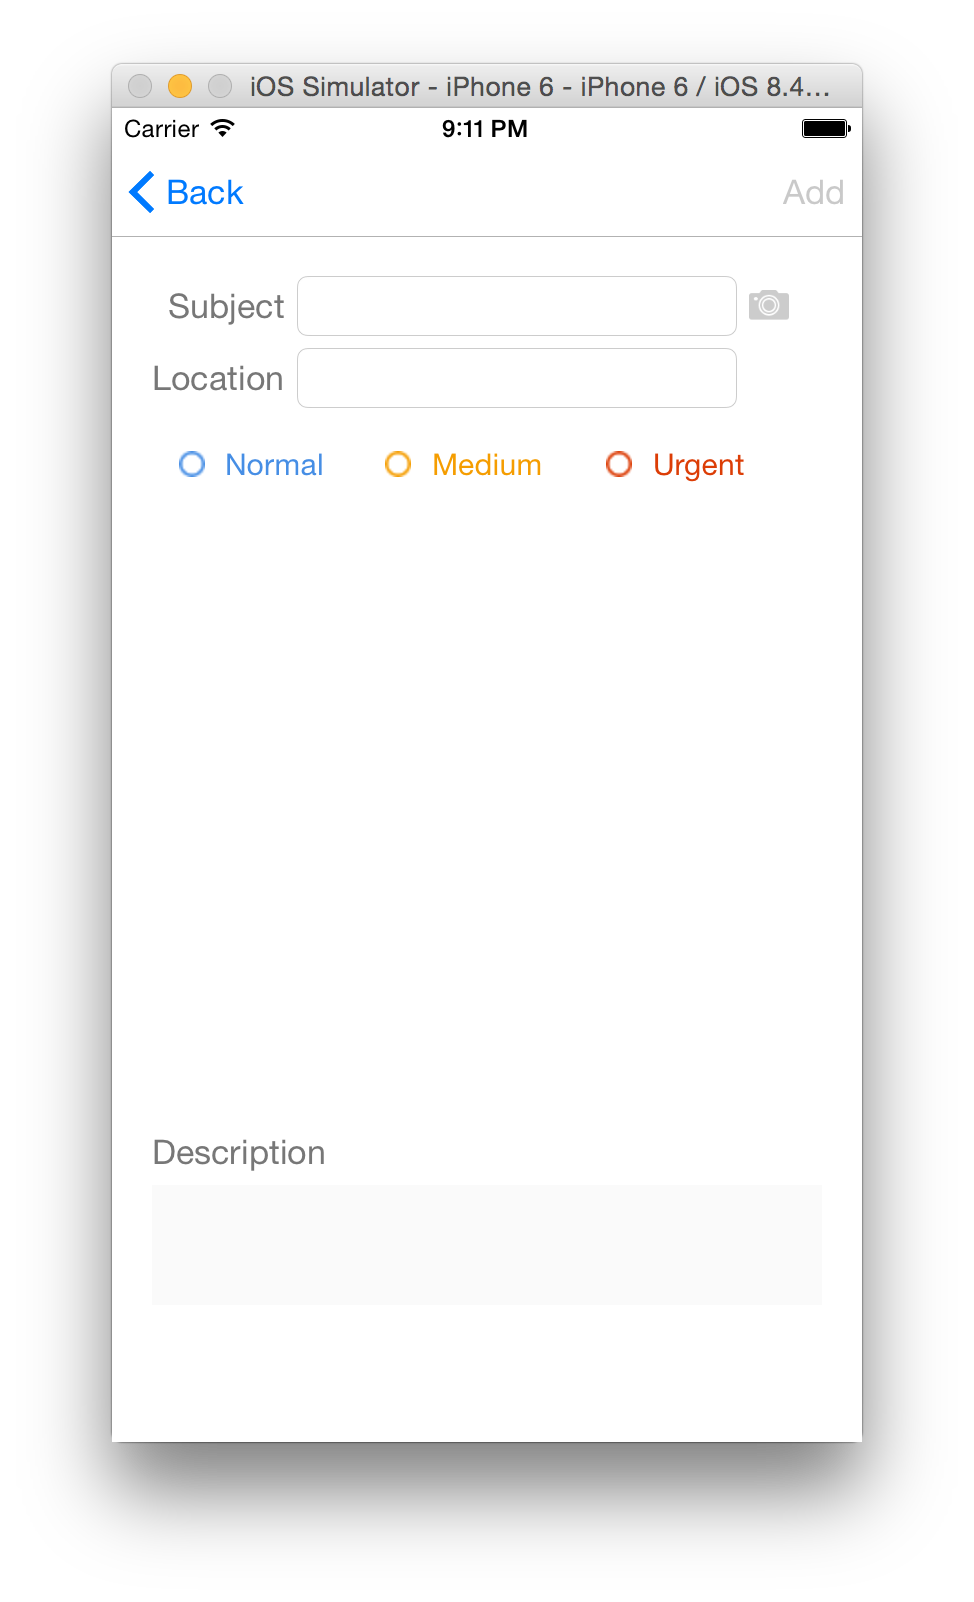 iOS Simulator - iPhone 6 - iPhone 6 / iOS 8.4...
Carrier 9:11 PM
Back Add
Subject
Location
Normal Medium Urgent
Description